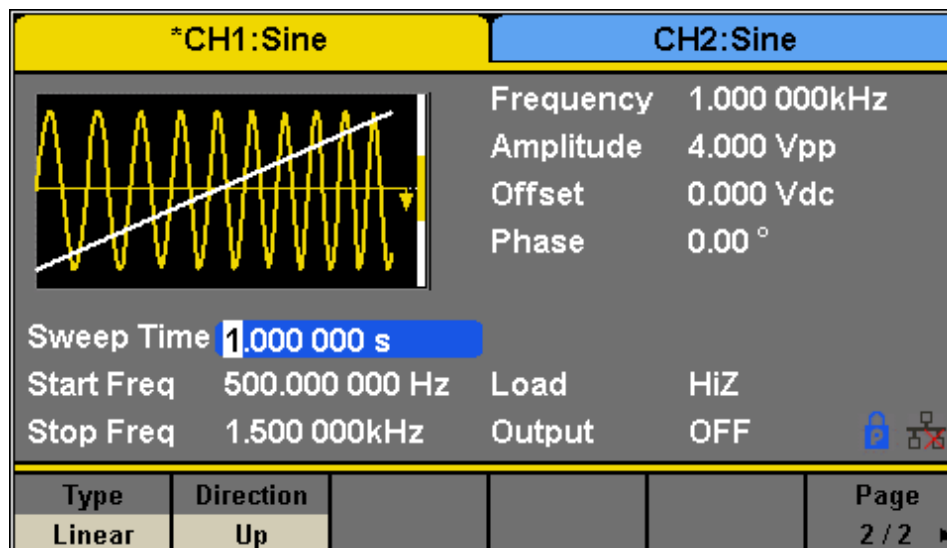 *CH1:Sine CH2:Sine
Frequency 1.000 000kHz
Amplitude 4.000 Vpp
Offset 0.000 Vdc
Phase 0.00 °
Sweep Time 1.000 000 s
Start Freq 500.000 000 Hz Load HiZ
Stop Freq 1.500 000kHz Output OFF
P
Type Direction Page
Linear Up 2 / 2